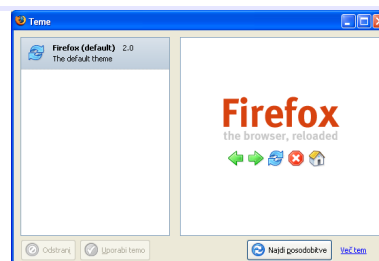 Teme
Firefox (default) 2.0
The default theme
Firefox
the browser, reloaded
Odstrani
Uporabi temo
Najdi posodobitve
Več tem